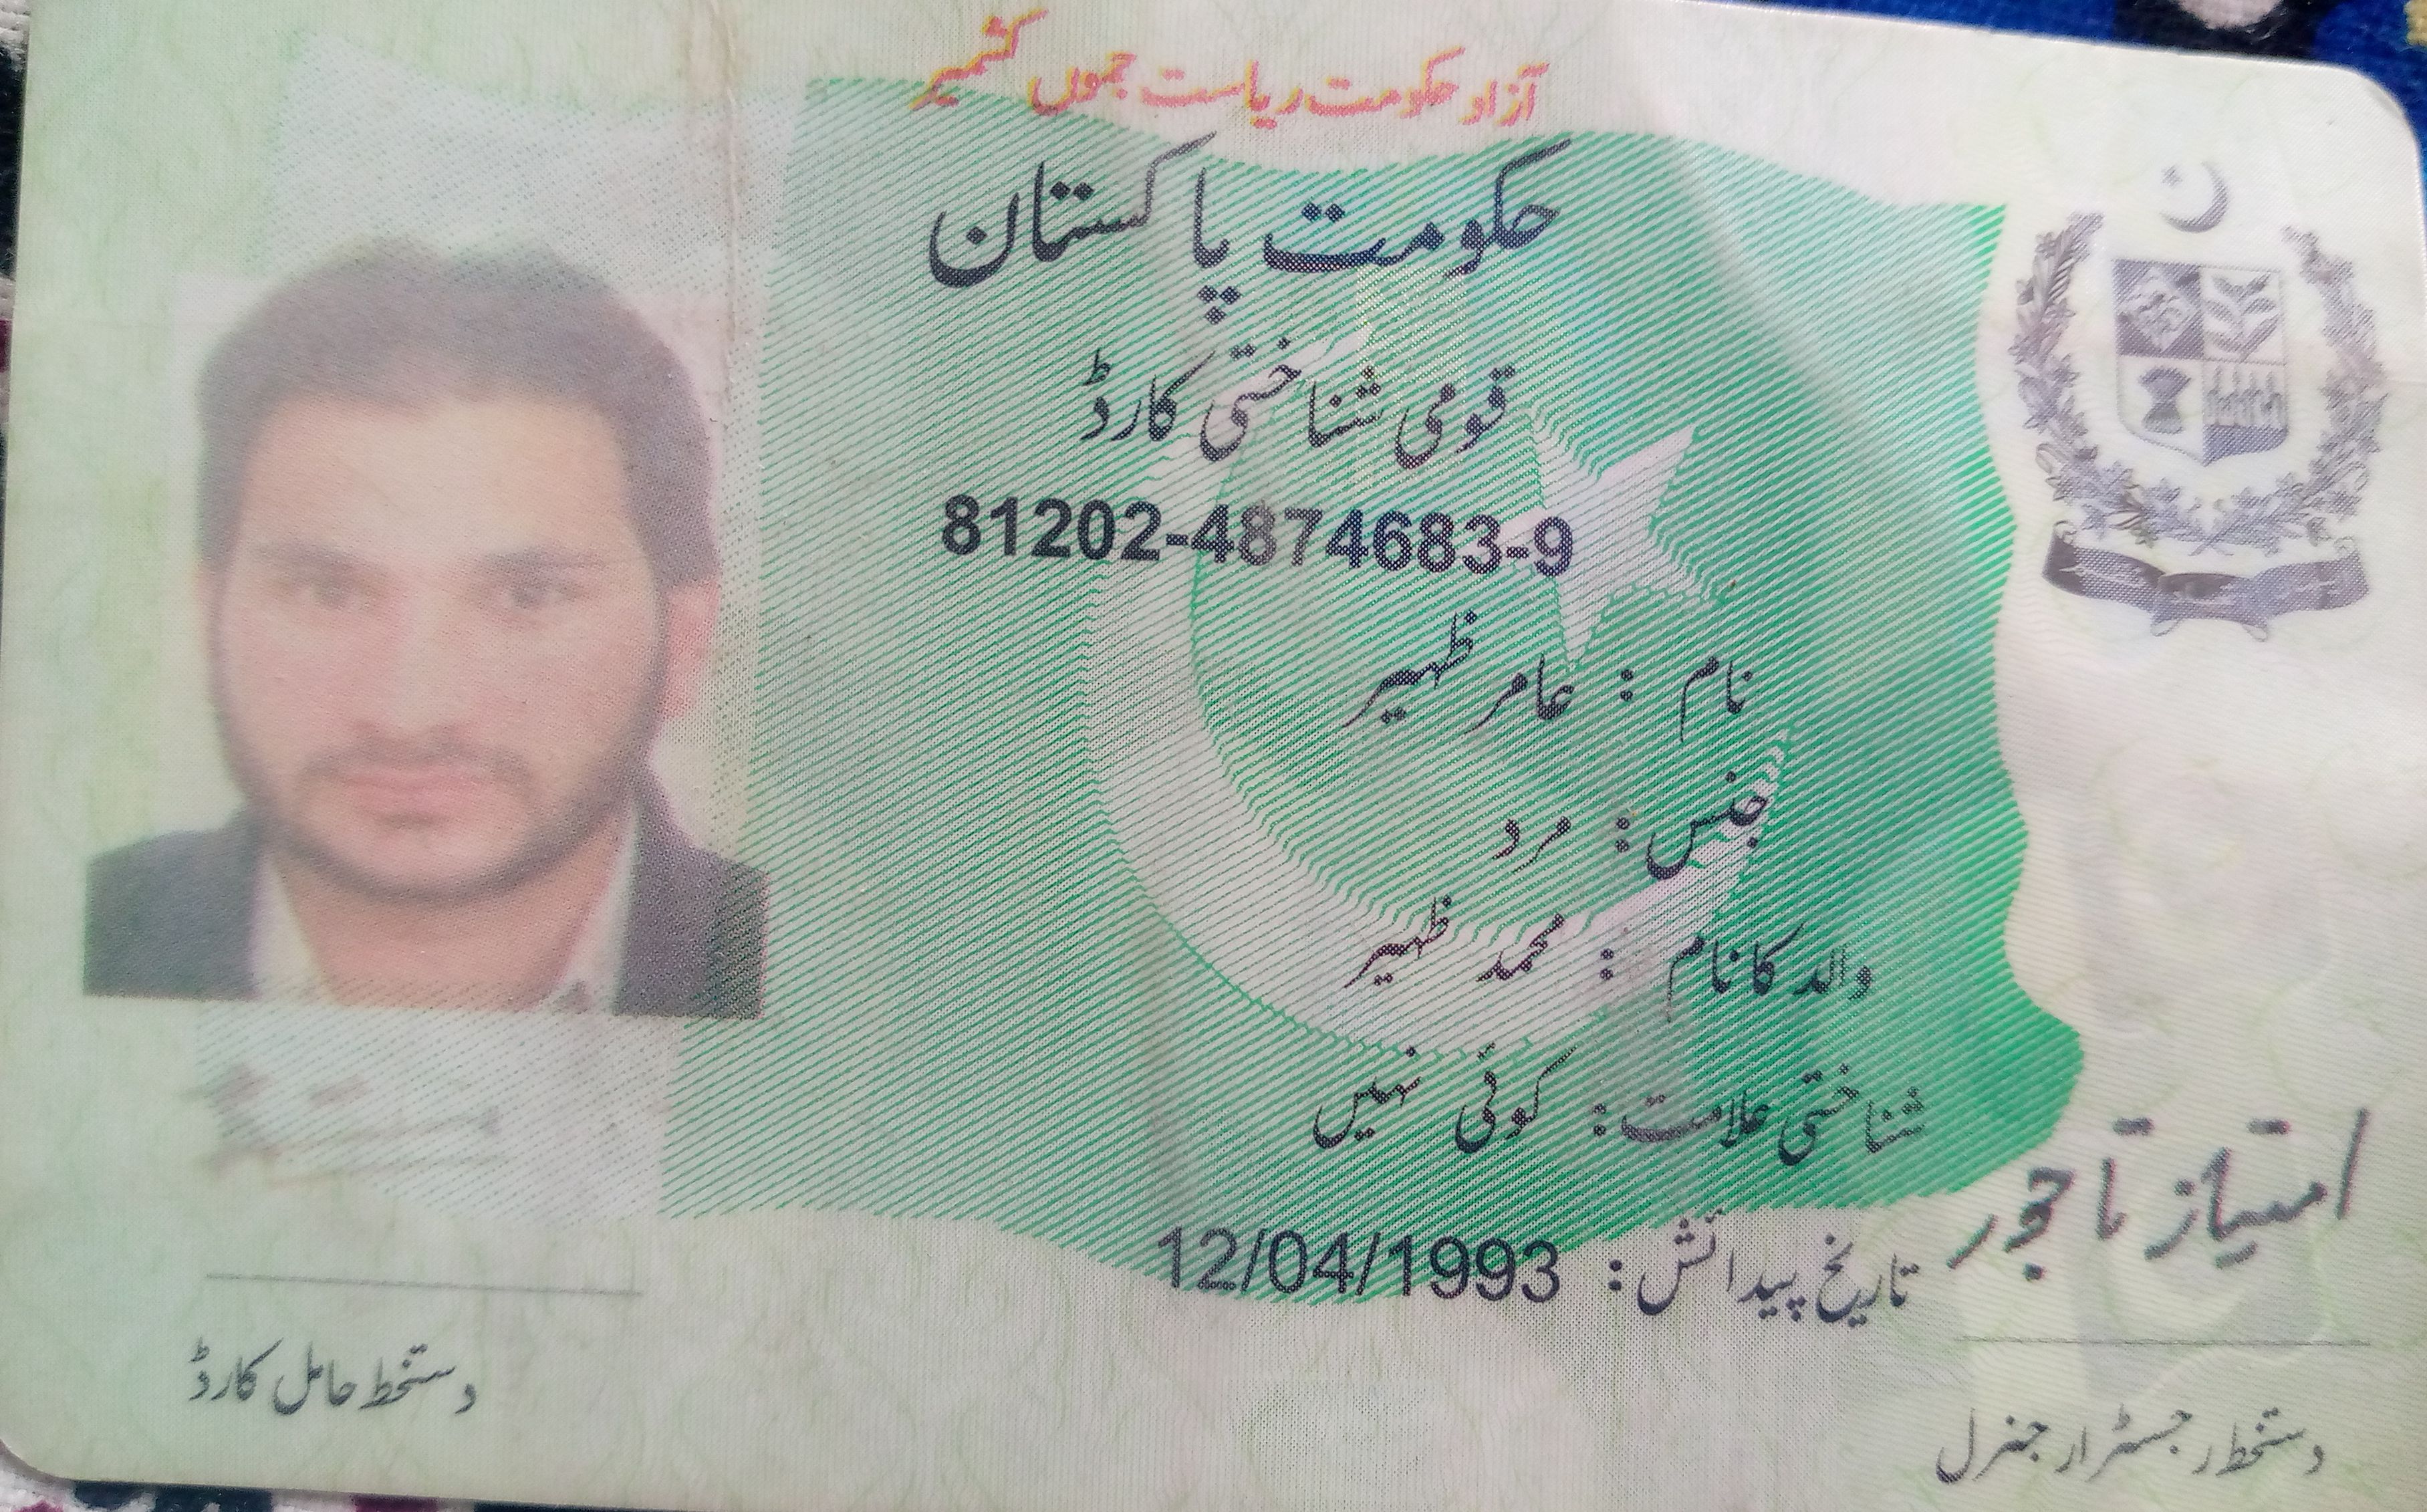 آزاد حکومت ریاست جموں کشمیر
حکومت پاکستان
قومی شناختی کارڈ
81202-4874683-9
نام : عامر ظہیر
جنس : مرد
والد کا نام : محمد ظہیر
شناختی علامت : کوئی نہیں
تاریخ پیدائش : 12/04/1993
امتیاز تاجور
دستخط حامل کارڈ
دستخط رجسٹرار جنرل